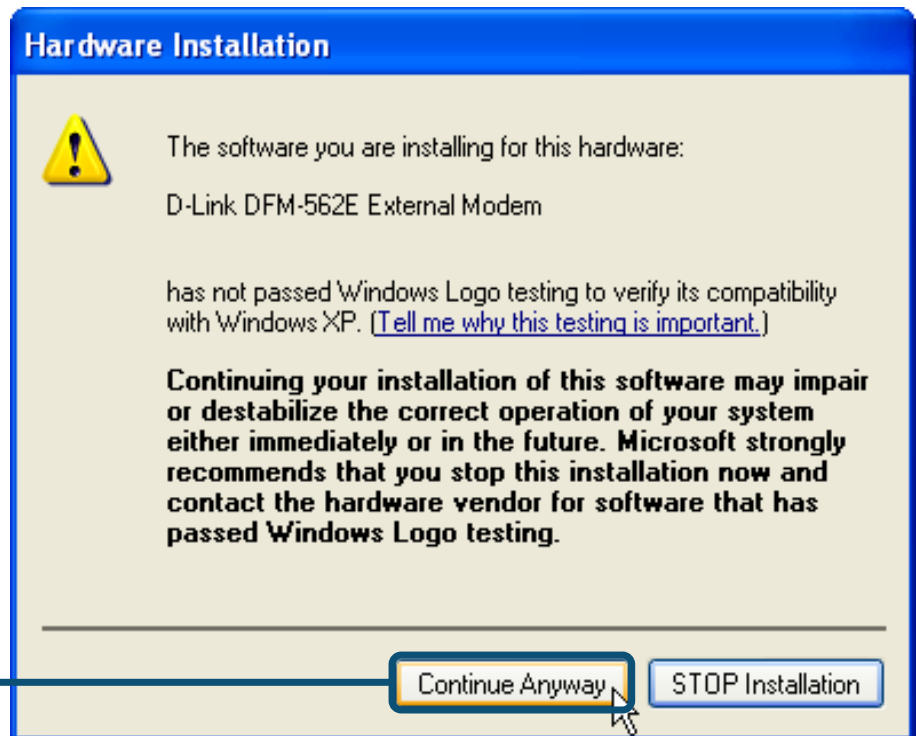 Hardware Installation
The software you are installing for this hardware:
D-Link DFM-562E External Modem
has not passed Windows Logo testing to verify its compatibility
with Windows XP. (Tell me why this testing is important.)
Continuing your installation of this software may impair
or destabilize the correct operation of your system
either immediately or in the future. Microsoft strongly
recommends that you stop this installation now and
contact the hardware vendor for software that has
passed Windows Logo testing.
Continue Anyway STOP Installation